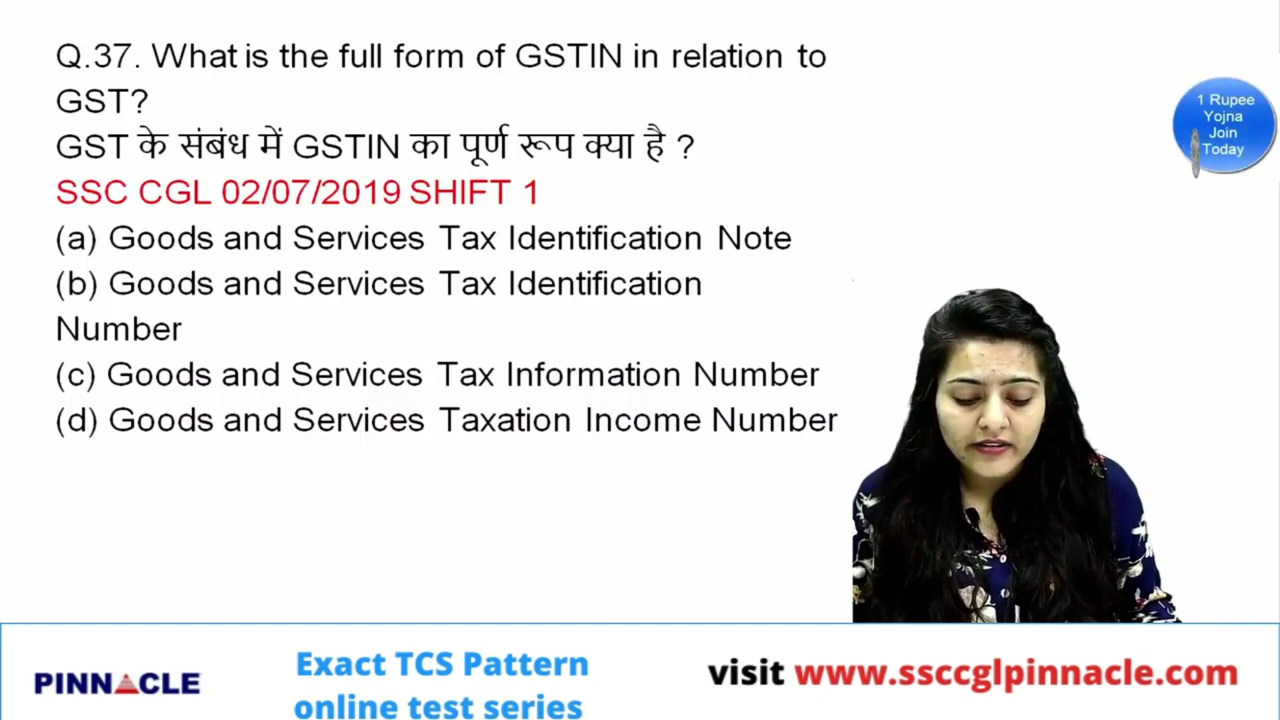 Q.37. What is the full form of GSTIN in relation to
GST?
GST के संबंध में GSTIN का पूर्ण रूप क्या है ?
SSC CGL 02/07/2019 SHIFT 1
(a) Goods and Services Tax Identification Note
(b) Goods and Services Tax Identification
Number
(c) Goods and Services Tax Information Number
(d) Goods and Services Taxation Income Number
1 Rupee
Yojna
Join
Today
PINNACLE
Exact TCS Pattern
online test series
visit www.ssccglpinnacle.com